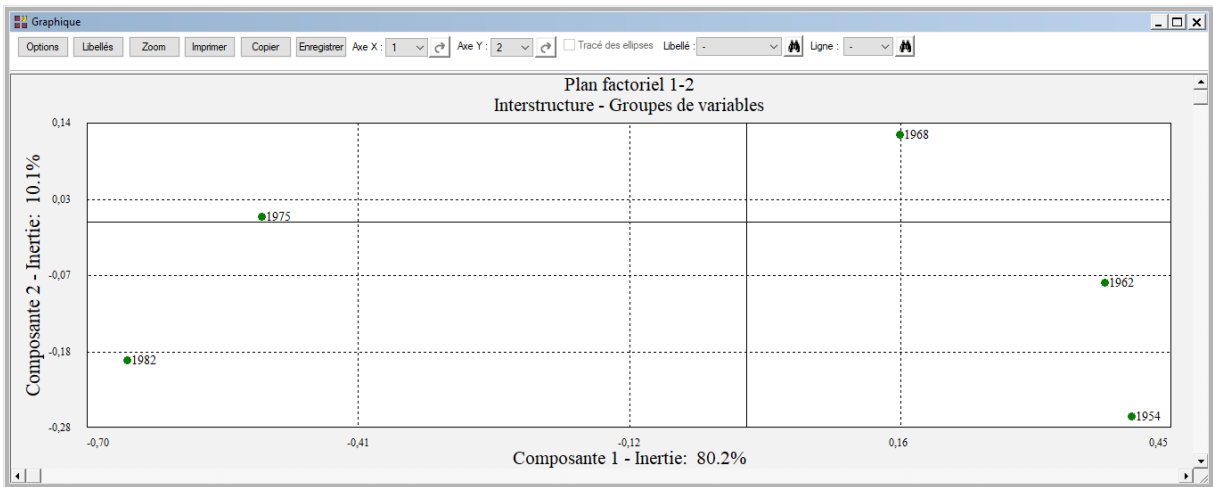 Graphique
Options Libellés Zoom Imprimer Copier Enregistrer Axe X : 1 Axe Y : 2 Tracé des ellipses Libellé : - Ligne : -
Plan factoriel 1-2
Interstructure - Groupes de variables
0,14
1968
0,03
1975
-0,07
1962
-0,18
1982
1954
-0,28
-0,70 -0,41 -0,12 0,16 0,45
Composante 1 - Inertie: 80.2%
Composante 2 - Inertie: 10.1%